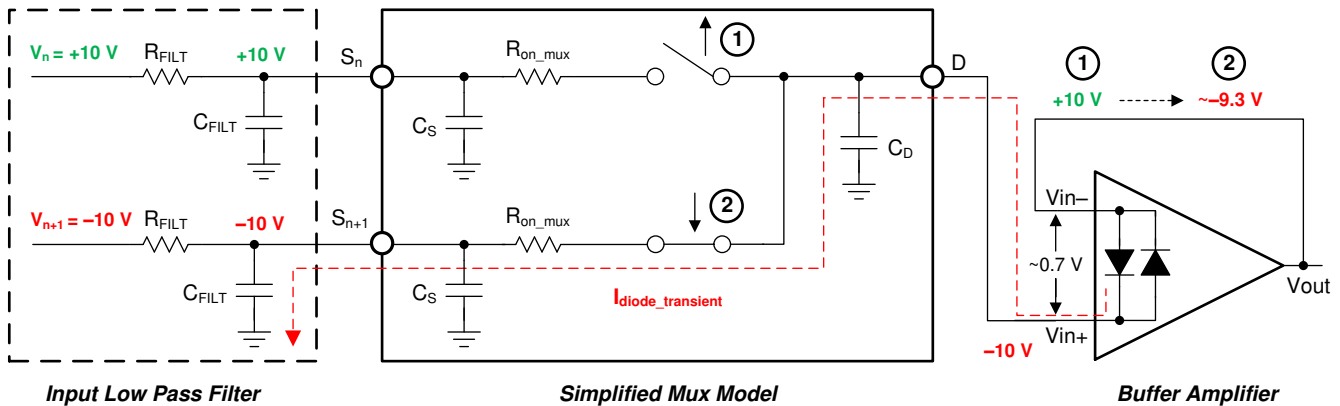 Vn = +10 V
RFILT
+10 V
Sn
Ron_mux
1
D
1
2
+10 V
~–9.3 V
CFILT
CS
CD
Vn+1 = –10 V
RFILT
–10 V
Sn+1
Ron_mux
2
Vin–
~0.7 V
CFILT
CS
Idiode_transient
Vout
Vin+
–10 V
Input Low Pass Filter
Simplified Mux Model
Buffer Amplifier